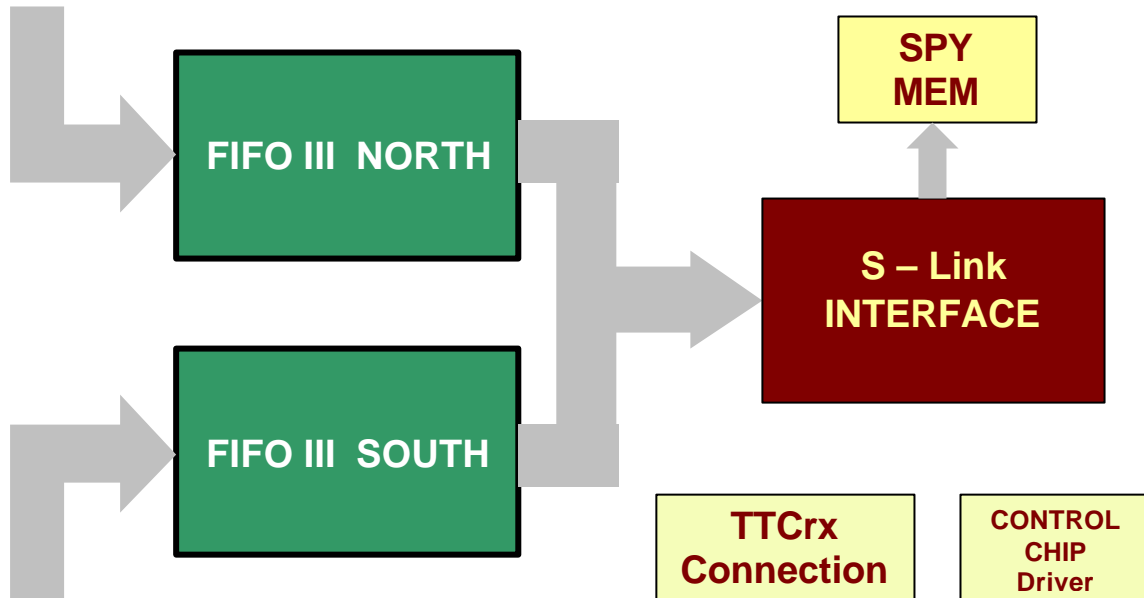 SPY
MEM
FIFO III NORTH
S – Link
INTERFACE
FIFO III SOUTH
TTCrx
Connection
CONTROL
CHIP
Driver